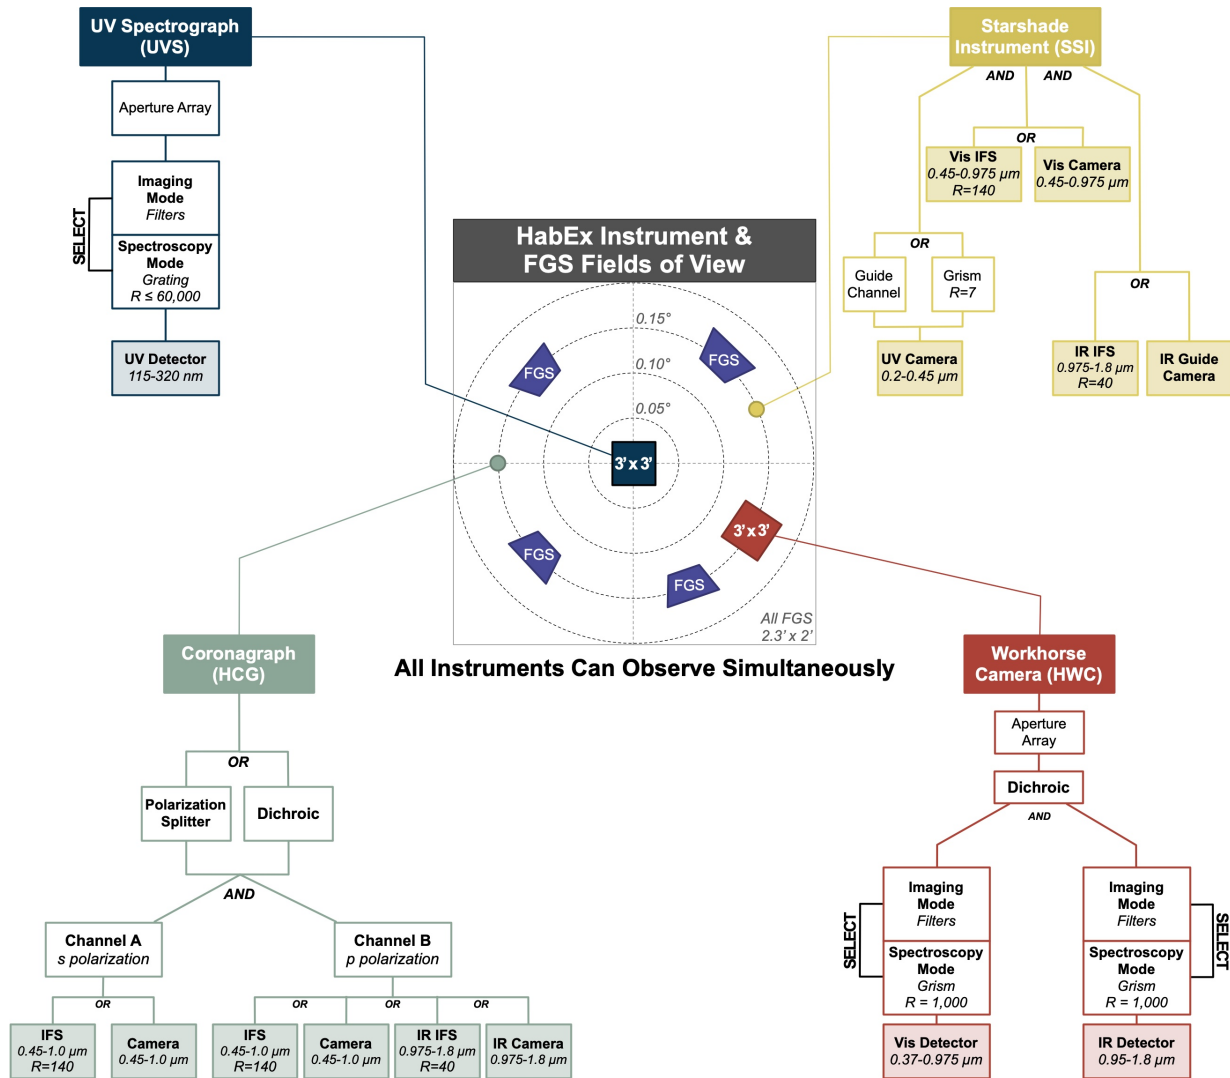 UV Spectrograph
(UVS)
Aperture Array
Imaging
Mode
Filters
SELECT
Spectroscopy
Mode
Grating
R ≤ 60,000
UV Detector
115-320 nm
Starshade
Instrument (SSI)
AND
AND
OR
Vis IFS
0.45-0.975 µm
R=140
Vis Camera
0.45-0.975 µm
OR
Guide
Channel
Grism
R=7
UV Camera
0.2-0.45 µm
OR
IR IFS
0.975-1.8 µm
R=40
IR Guide
Camera
HabEx Instrument &
FGS Fields of View
0.15°
0.10°
0.05°
FGS
FGS
3' x 3'
3' x 3'
FGS
FGS
All FGS
2.3' x 2'
All Instruments Can Observe Simultaneously
Coronagraph
(HCG)
OR
Polarization
Splitter
Dichroic
AND
Channel A
s polarization
Channel B
p polarization
OR
OR
OR
OR
IFS
0.45-1.0 µm
R=140
Camera
0.45-1.0 µm
IFS
0.45-1.0 µm
R=140
Camera
0.45-1.0 µm
IR IFS
0.975-1.8 µm
R=40
IR Camera
0.975-1.8 µm
Workhorse
Camera (HWC)
Aperture
Array
Dichroic
AND
SELECT
Imaging
Mode
Filters
Spectroscopy
Mode
Grism
R = 1,000
Vis Detector
0.37-0.975 µm
Imaging
Mode
Filters
Spectroscopy
Mode
Grism
R = 1,000
SELECT
IR Detector
0.95-1.8 µm